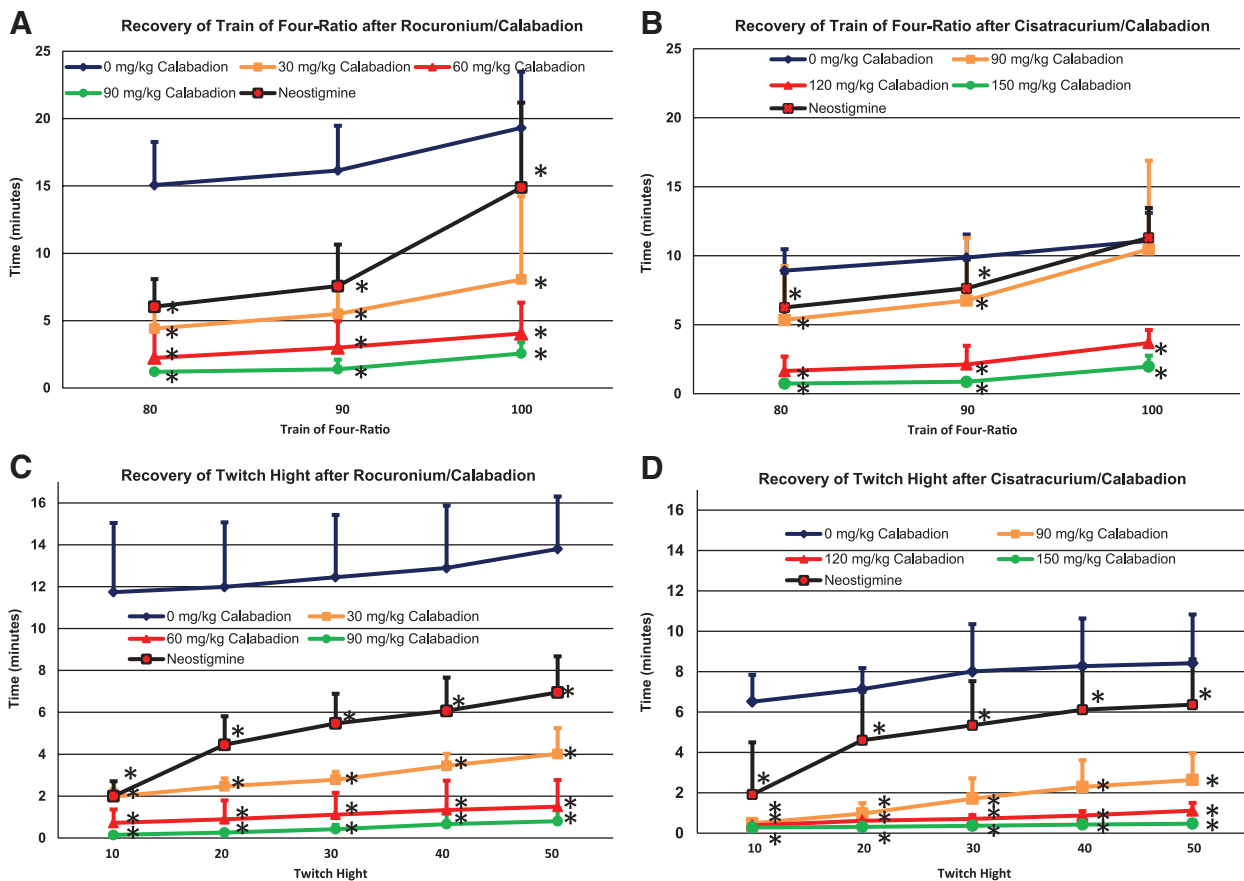 A
Recovery of Train of Four-Ratio after Rocuronium/Calabadion
25
0 mg/kg Calabadion 30 mg/kg Calabadion 60 mg/kg Calabadion
90 mg/kg Calabadion Neostigmine
20
15
10
5
0
Time (minutes)
* * * *
* * * *
* * * *
80 90 100
Train of Four-Ratio
B
Recovery of Train of Four-Ratio after Cisatracurium/Calabadion
25
0 mg/kg Calabadion 90 mg/kg Calabadion
120 mg/kg Calabadion 150 mg/kg Calabadion
Neostigmine
20
15
10
5
0
Time (minutes)
* * * *
* * * *
* *
80 90 100
Train of Four-Ratio
C
Recovery of Twitch Hight after Rocuronium/Calabadion
16
14
12
10
8
6
4
2
0
Time (minutes)
0 mg/kg Calabadion 30 mg/kg Calabadion
60 mg/kg Calabadion 90 mg/kg Calabadion
Neostigmine
* * * *
* * * *
* * * *
* * * *
* * * *
10 20 30 40 50
Twitch Hight
D
Recovery of Twitch Hight after Cisatracurium/Calabadion
16
14
12
10
8
6
4
2
0
Time (minutes)
0 mg/kg Calabadion 90 mg/kg Calabadion
120 mg/kg Calabadion 150 mg/kg Calabadion
Neostigmine
* * * *
* * * *
* * * *
* * * *
* * * *
10 20 30 40 50
Twitch Hight